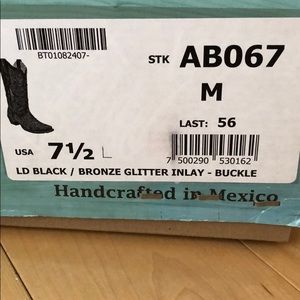 BT01082407-
STK AB067
M
LAST: 56
USA 7½ L
7 500290 530162
LD BLACK / BRONZE GLITTER INLAY - BUCKLE
Handcrafted in Mexico